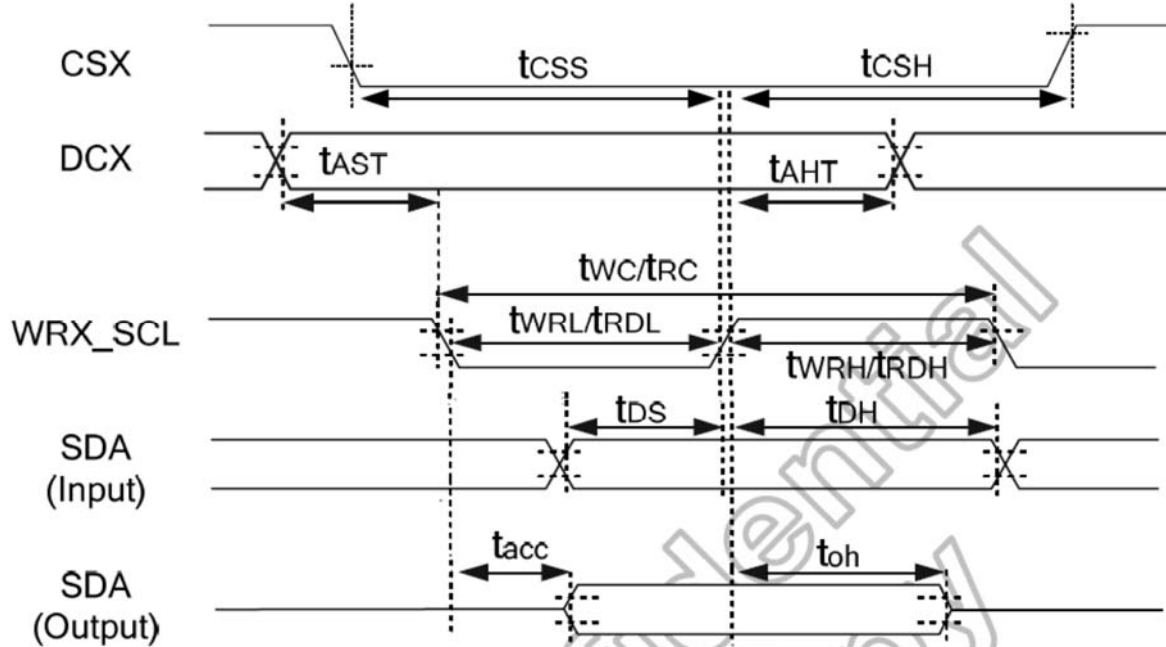 CSX
tCSS
tCSH
DCX
tAST
tAHT
tWC/tRC
WRX_SCL
tWRL/tRDL
tWRH/tRDH
tDS
tDH
SDA
(Input)
tacc
toh
SDA
(Output)